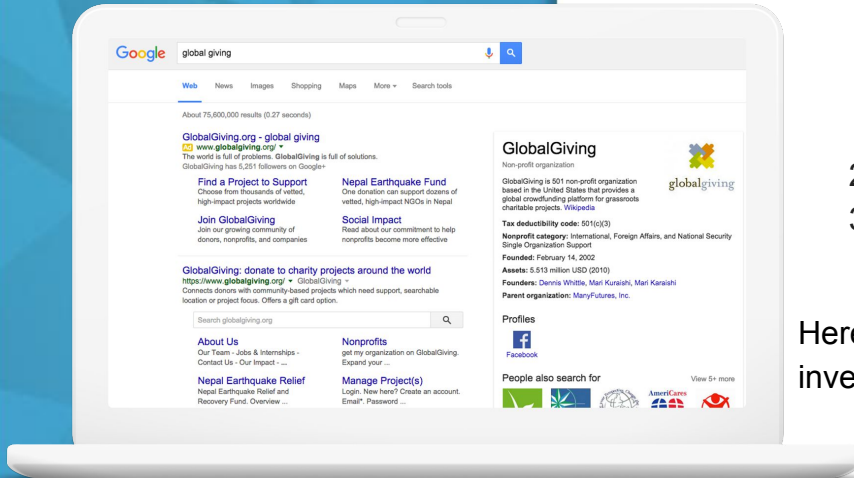 Google
global giving
Web News Images Shopping Maps More Search tools
About 75,600,000 results (0.27 seconds)
GlobalGiving.org - global giving
Ad www.globalgiving.org/
The world is full of problems. GlobalGiving is full of solutions.
GlobalGiving has 5,251 followers on Google+
Find a Project to Support
Choose from thousands of vetted,
high-impact projects worldwide
Nepal Earthquake Fund
One donation can support dozens of
vetted, high-impact NGOs in Nepal
Join GlobalGiving
Join our growing community of
donors, nonprofits, and companies
Social Impact
Read about our commitment to help
nonprofits become more effective
GlobalGiving: donate to charity projects around the world
https://www.globalgiving.org/ GlobalGiving
Connects donors with community-based projects which need support, searchable
location or project focus. Offers a gift card option.
Search globalgiving.org
About Us
Our Team - Jobs & Internships -
Contact Us - Our Impact - ...
Nonprofits
get my organization on GlobalGiving.
Expand your ...
Nepal Earthquake Relief
Nepal Earthquake Relief and
Recovery Fund. Overview ...
Manage Project(s)
Login. New here? Create an account.
Email*. Password ...
GlobalGiving
Non-profit organization
globalgiving
GlobalGiving is 501 non-profit organization
based in the United States that provides a
global crowdfunding platform for grassroots
charitable projects. Wikipedia
Tax deductibility code: 501(c)(3)
Nonprofit category: International, Foreign Affairs, and National Security
Single Organization Support
Founded: February 14, 2002
Assets: 5.513 million USD (2010)
Founders: Dennis Whittle, Mari Kuraishi, Mari Karaishi
Parent organization: ManyFutures, Inc.
Profiles
Facebook
People also search for
View 5+ more
AmeriCares
2
3
Here
inve